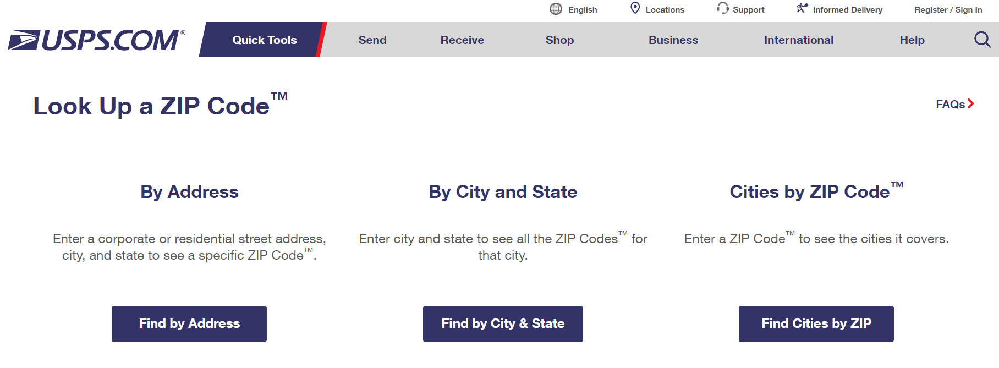 English
Locations
Support
Informed Delivery
Register / Sign In
USPS.COM®
Quick Tools
Send
Receive
Shop
Business
International
Help
Look Up a ZIP Code™
FAQs
By Address
Enter a corporate or residential street address,
city, and state to see a specific ZIP Code™.
Find by Address
By City and State
Enter city and state to see all the ZIP Codes™ for
that city.
Find by City & State
Cities by ZIP Code™
Enter a ZIP Code™ to see the cities it covers.
Find Cities by ZIP